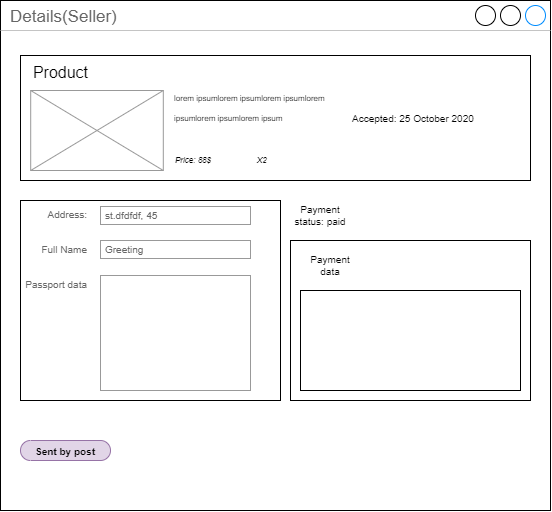 Details(Seller)
Product
lorem ipsumlorem ipsumlorem ipsumlorem
ipsumlorem ipsumlorem ipsum
Accepted: 25 October 2020
Price: 88$
X2
Address:
st.dfdfdf, 45
Full Name
Greeting
Passport data
Payment
status: paid
Payment
data
Sent by post